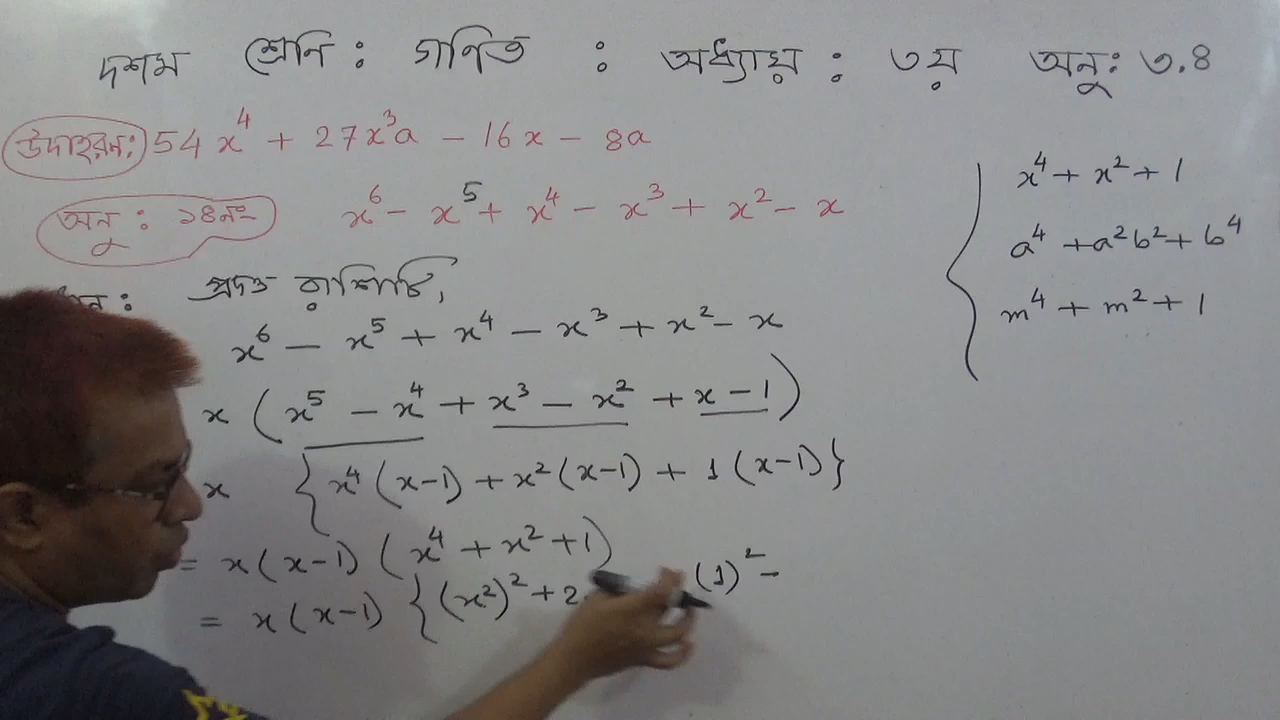 দশম শ্রেনি : গনিত : অধ্যায় : ৩য় অনু: ৩.৪
উদাহরন: 54x⁴ + 27x³a - 16x - 8a
অনু : ১৪নং x⁶ - x⁵ + x⁴ - x³ + x² - x
প্রদত্ত রাশিটি,
x⁶ - x⁵ + x⁴ - x³ + x² - x
x (x⁵ - x⁴ + x³ - x² + x - 1)
x {x⁴(x-1) + x²(x-1) + 1(x-1)}
= x(x-1) (x⁴ + x² + 1)
= x(x-1) {(x²)² + 2. (1)² -
x⁴ + x² + 1
a⁴ + a²b² + b⁴
m⁴ + m² + 1